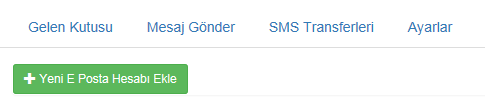 Gelen Kutusu Mesaj Gönder SMS Transferleri Ayarlar
Yeni E Posta Hesabı Ekle